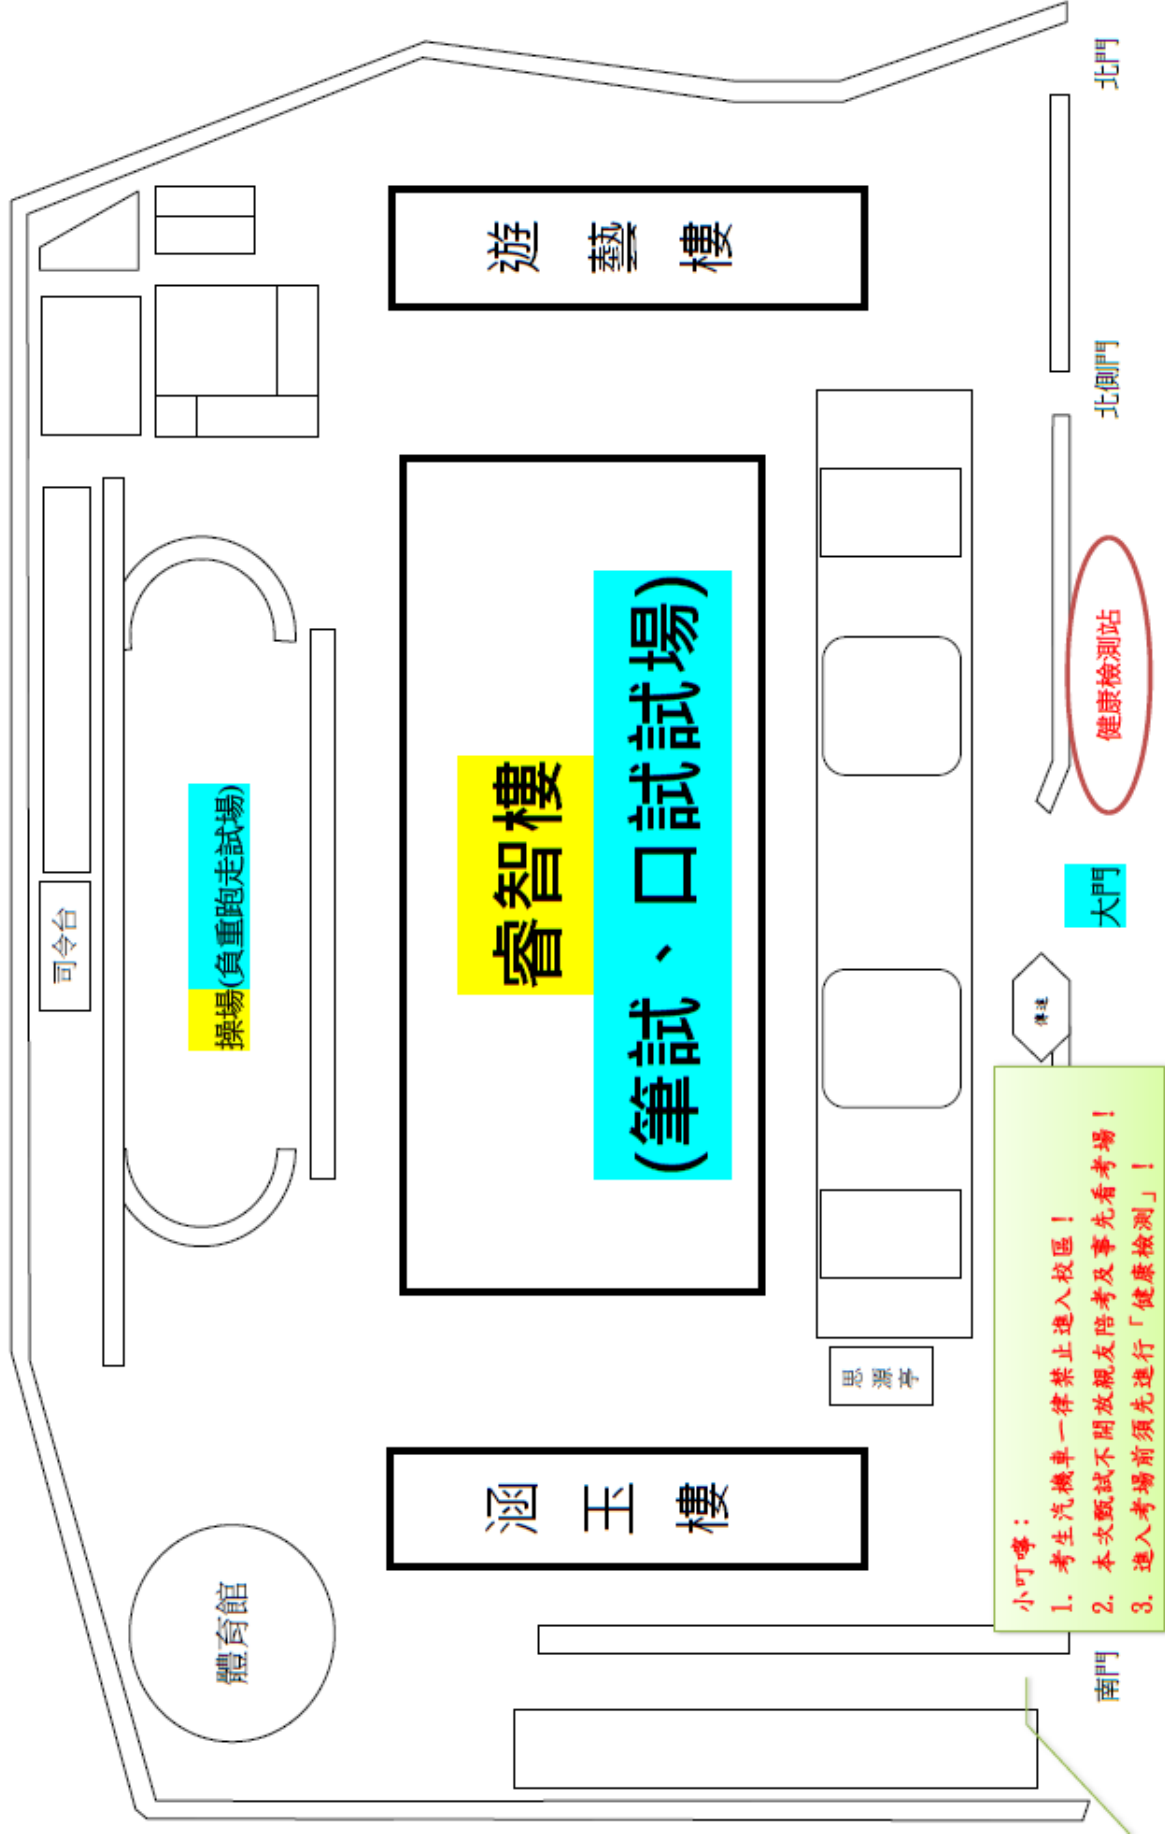 司令台
操場(負重跑走試場)
體育館
涵玉樓
睿智樓
(筆試、口試試場)
遊藝樓
思源亭
傳達
小叮嚀：
1. 考生汽機車一律禁止進入校區！
2. 本次甄試不開放親友陪考及事先看考場！
3. 進入考場前須先進行「健康檢測」！
南門
大門
健康檢測站
北側門
北門